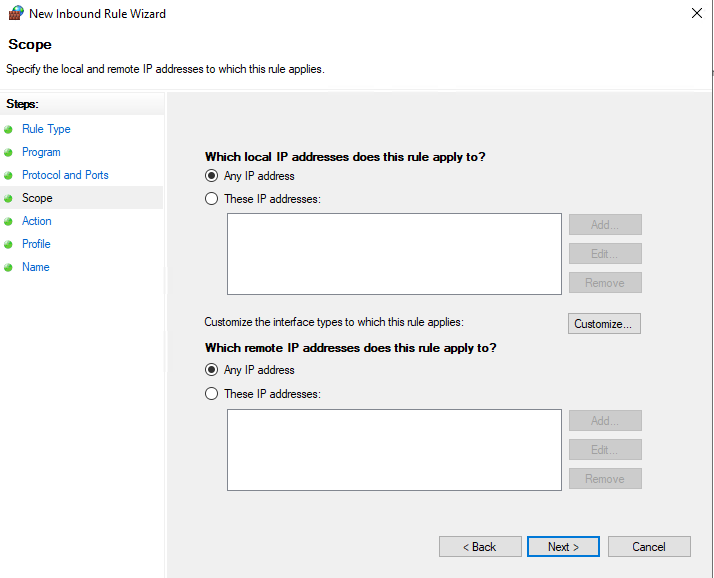 New Inbound Rule Wizard
Scope
Specify the local and remote IP addresses to which this rule applies.
Steps:
Rule Type
Program
Protocol and Ports
Scope
Action
Profile
Name
Which local IP addresses does this rule apply to?
Any IP address
These IP addresses:
Add...
Edit...
Remove
Customize the interface types to which this rule applies:
Customize...
Which remote IP addresses does this rule apply to?
Any IP address
These IP addresses:
Add...
Edit...
Remove
< Back
Next >
Cancel